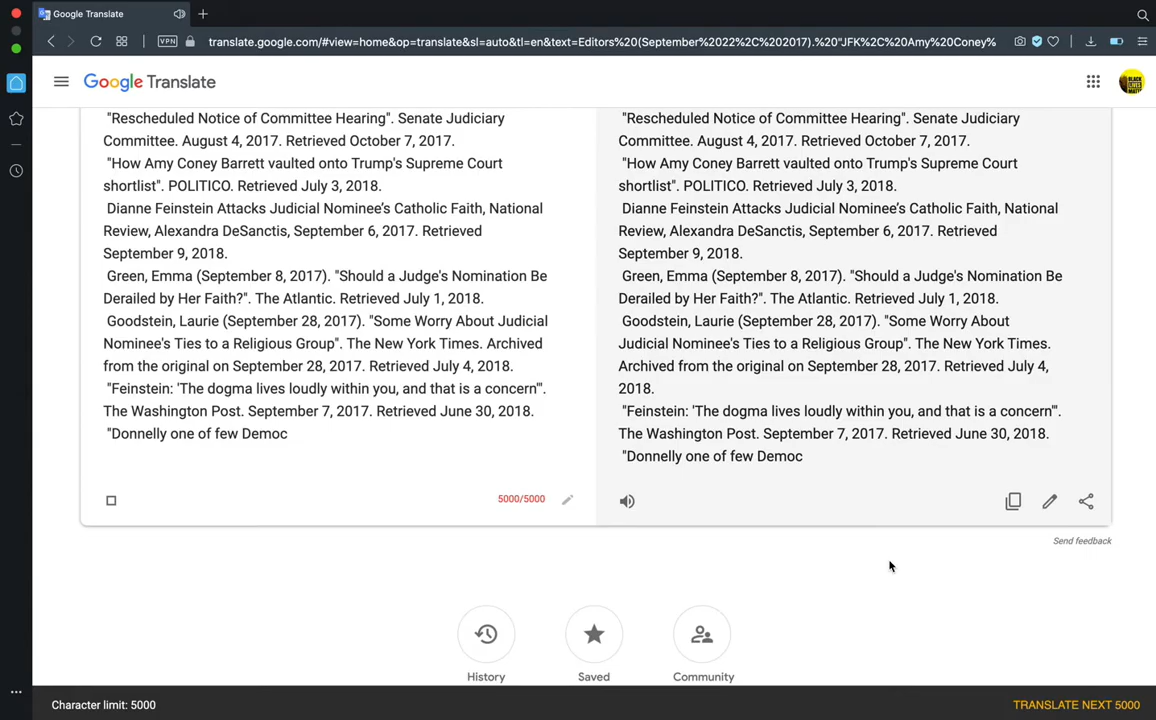 Google Translate
VPN
translate.google.com/#view=home&op=translate&sl=auto&tl=en&text=Editors%20(September%2022%2C%202017).%20"JFK%2C%20Amy%20Coney%
Google Translate
BLACK
LIVES
MATTER
"Rescheduled Notice of Committee Hearing". Senate Judiciary
Committee. August 4, 2017. Retrieved October 7, 2017.
"How Amy Coney Barrett vaulted onto Trump's Supreme Court
shortlist". POLITICO. Retrieved July 3, 2018.
Dianne Feinstein Attacks Judicial Nominee's Catholic Faith, National
Review, Alexandra DeSanctis, September 6, 2017. Retrieved
September 9, 2018.
Green, Emma (September 8, 2017). "Should a Judge's Nomination Be
Derailed by Her Faith?". The Atlantic. Retrieved July 1, 2018.
Goodstein, Laurie (September 28, 2017). "Some Worry About Judicial
Nominee's Ties to a Religious Group". The New York Times. Archived
from the original on September 28, 2017. Retrieved July 4, 2018.
"Feinstein: 'The dogma lives loudly within you, and that is a concern'".
The Washington Post. September 7, 2017. Retrieved June 30, 2018.
"Donnelly one of few Democ
5000/5000
"Rescheduled Notice of Committee Hearing". Senate Judiciary
Committee. August 4, 2017. Retrieved October 7, 2017.
"How Amy Coney Barrett vaulted onto Trump's Supreme Court
shortlist". POLITICO. Retrieved July 3, 2018.
Dianne Feinstein Attacks Judicial Nominee's Catholic Faith, National
Review, Alexandra DeSanctis, September 6, 2017. Retrieved
September 9, 2018.
Green, Emma (September 8, 2017). "Should a Judge's Nomination Be
Derailed by Her Faith?". The Atlantic. Retrieved July 1, 2018.
Goodstein, Laurie (September 28, 2017). "Some Worry About
Judicial Nominee's Ties to a Religious Group". The New York Times.
Archived from the original on September 28, 2017. Retrieved July 4,
2018.
"Feinstein: 'The dogma lives loudly within you, and that is a concern'".
The Washington Post. September 7, 2017. Retrieved June 30, 2018.
"Donnelly one of few Democ
Send feedback
History
Saved
Community
Character limit: 5000
TRANSLATE NEXT 5000